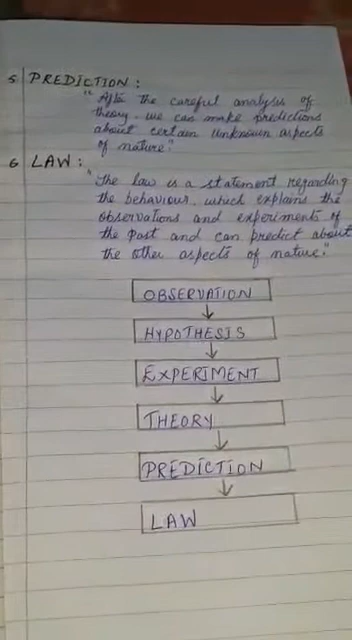 5 PREDICTION :
"After the careful analysis of
theory, we can make predictions
about certain unknown aspects
of nature."
6 LAW :
"The law is a statement regarding
the behaviour, which explains the
observations and experiments of
the past and can predict about
the other aspects of nature."
OBSERVATION
↓
HYPOTHESIS
↓
EXPERIMENT
↓
THEORY
↓
PREDICTION
↓
LAW